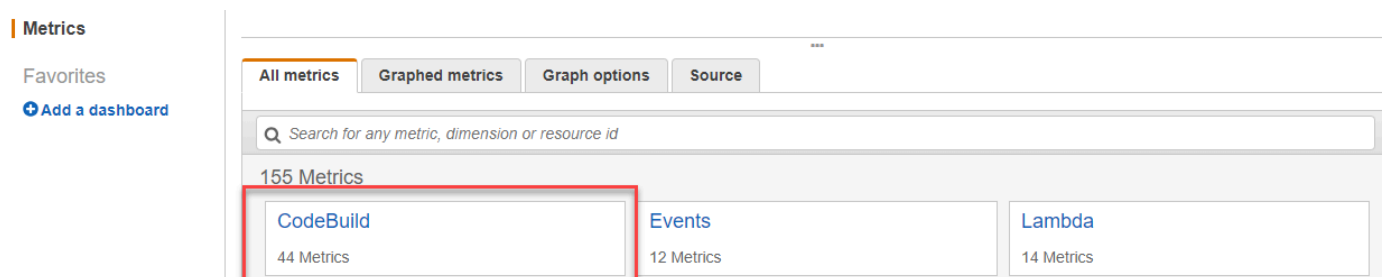 Metrics
Favorites
Add a dashboard
All metrics Graphed metrics Graph options Source
Search for any metric, dimension or resource id
155 Metrics
CodeBuild Events Lambda
44 Metrics 12 Metrics 14 Metrics